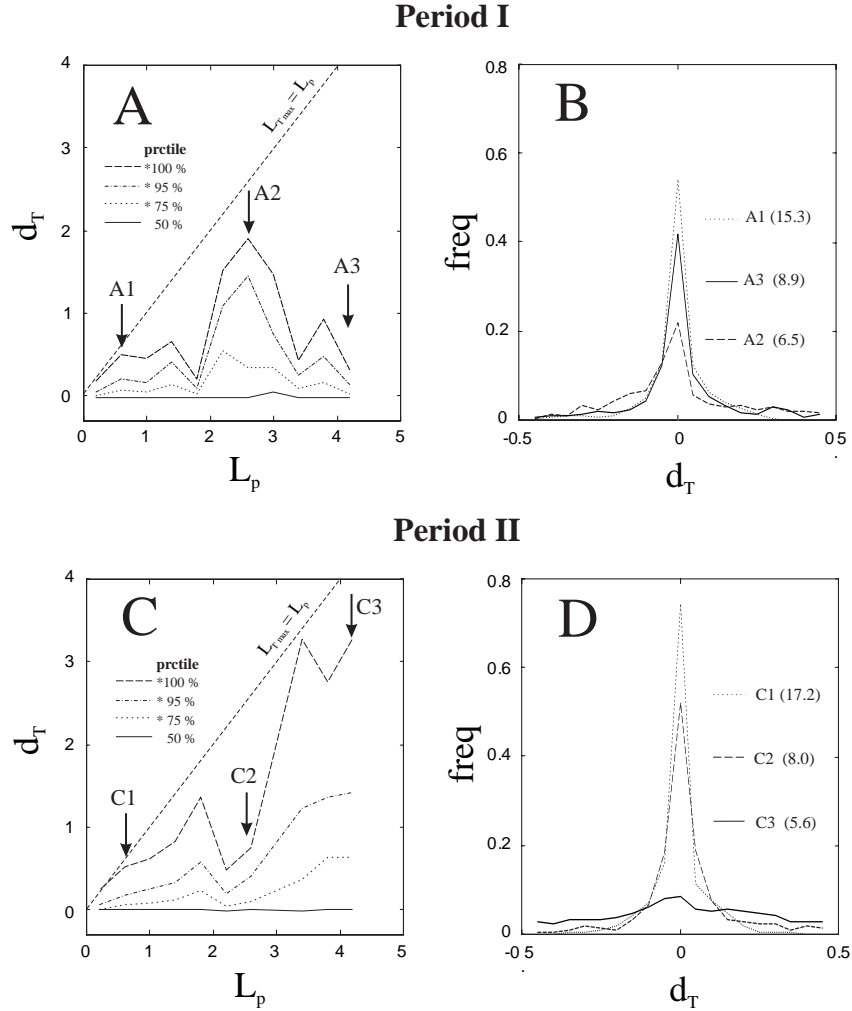 Period I
A
L_T max = L_p
prctile
*100 %
* 95 %
* 75 %
50 %
A1
A2
A3
4
3
2
1
0
0 1 2 3 4 5
d_T
L_p
B
A1 (15.3)
A3 (8.9)
A2 (6.5)
0.8
0.6
0.4
0.2
0
-0.5 0 0.5
freq
d_T
Period II
C
L_T max = L_p
prctile
*100 %
* 95 %
* 75 %
50 %
C1
C2
C3
4
3
2
1
0
0 1 2 3 4 5
d_T
L_p
D
C1 (17.2)
C2 (8.0)
C3 (5.6)
0.8
0.6
0.4
0.2
0
-0 5 0 0.5
freq
d_T